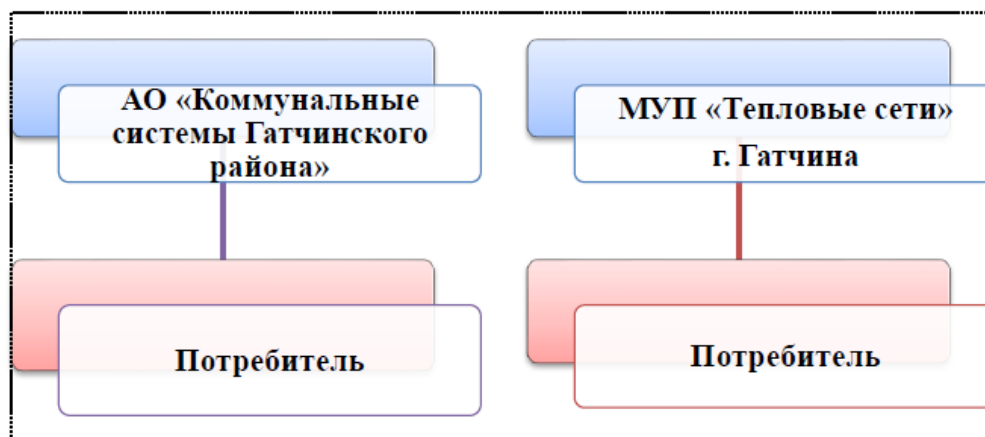 АО «Коммунальные
системы Гатчинского
района»
МУП «Тепловые сети»
г. Гатчина
Потребитель
Потребитель